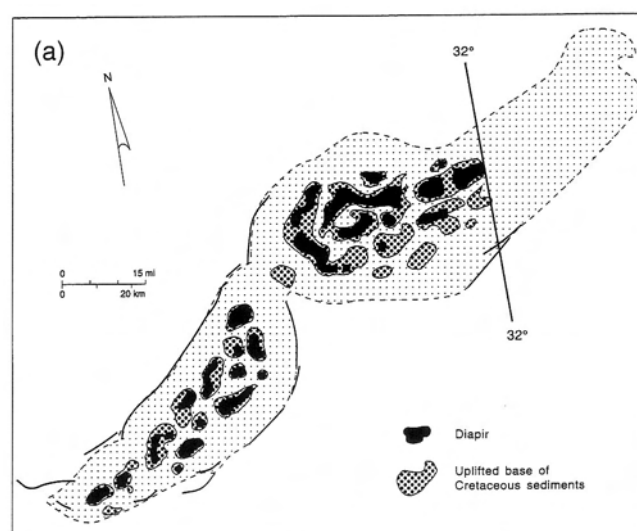 (a)
N
32°
0 15 mi
0 20 km
32°
Diapir
Uplifted base of
Cretaceous sediments